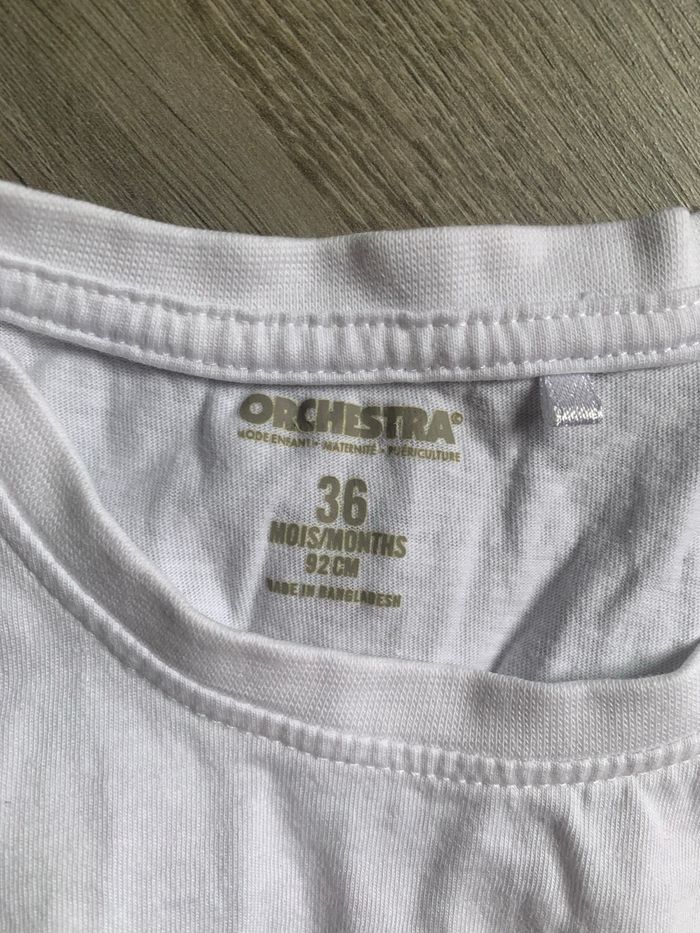 ORCHESTRA©
MODE ENFANT • MATERNITÉ • PUÉRICULTURE
36
MOIS/MONTHS
92CM
MADE IN BANGLADESH